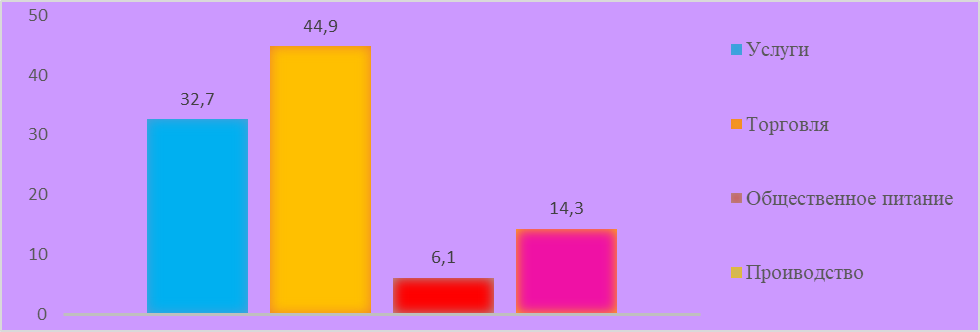 50
40
30
20
10
0
32,7
44,9
6,1
14,3
Услуги
Торговля
Общественное питание
Проиводство